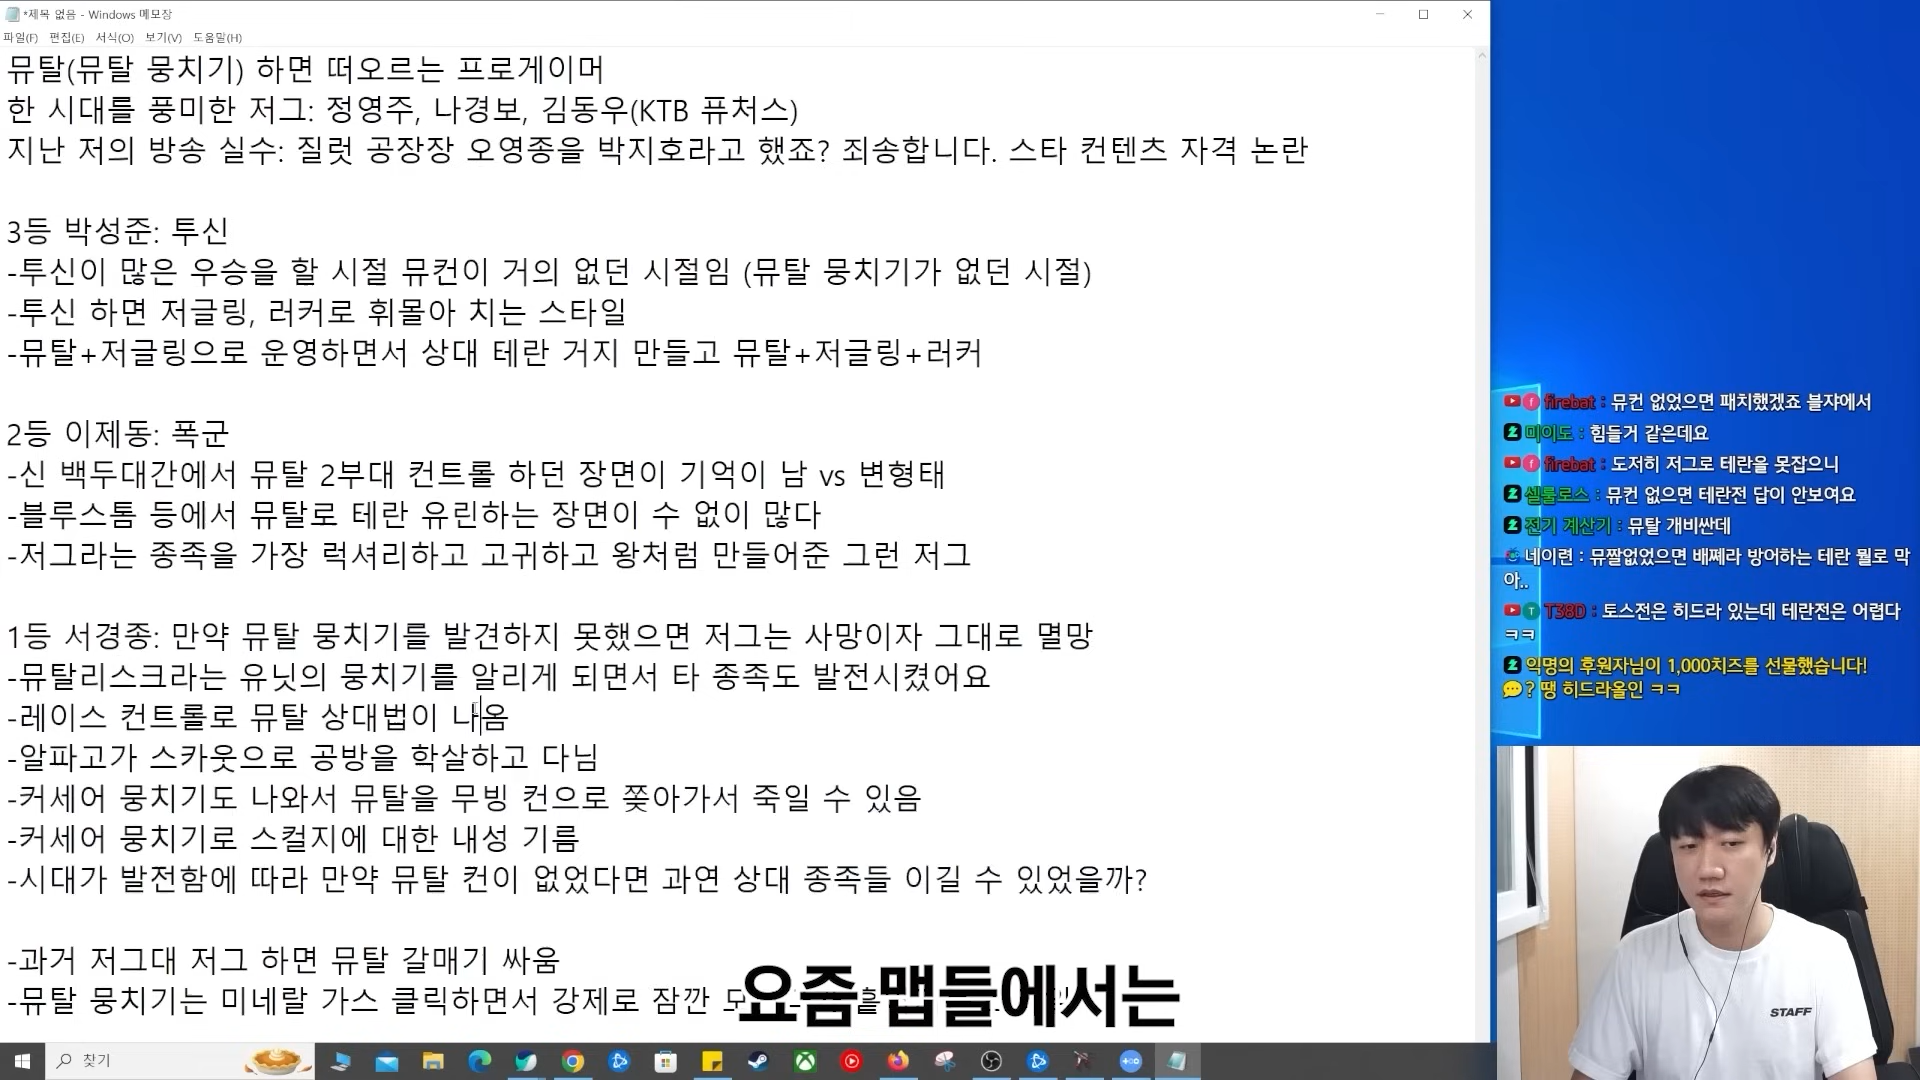 *제목 없음 - Windows 메모장
파일(F) 편집(E) 서식(O) 보기(V) 도움말(H)
뮤탈(뮤탈 뭉치기) 하면 떠오르는 프로게이머
한 시대를 풍미한 저그: 정영주, 나경보, 김동우(KTB 퓨처스)
지난 저의 방송 실수: 질럿 공장장 오영종을 박지호라고 했죠? 죄송합니다. 스타 컨텐츠 자격 논란
3등 박성준: 투신
-투신이 많은 우승을 할 시절 뮤컨이 거의 없던 시절임 (뮤탈 뭉치기가 없던 시절)
-투신 하면 저글링, 러커로 휘몰아 치는 스타일
-뮤탈+저글링으로 운영하면서 상대 테란 거지 만들고 뮤탈+저글링+러커
2등 이제동: 폭군
-신 백두대간에서 뮤탈 2부대 컨트롤 하던 장면이 기억이 남 vs 변형태
-블루스톰 등에서 뮤탈로 테란 유린하는 장면이 수 없이 많다
-저그라는 종족을 가장 럭셔리하고 고귀하고 왕처럼 만들어준 그런 저그
1등 서경종: 만약 뮤탈 뭉치기를 발견하지 못했으면 저그는 사망이자 그대로 멸망
-뮤탈리스크라는 유닛의 뭉치기를 알리게 되면서 타 종족도 발전시켰어요
-레이스 컨트롤로 뮤탈 상대법이 나옴
-알파고가 스카웃으로 공방을 학살하고 다님
-커세어 뭉치기도 나와서 뮤탈을 무빙 컨으로 쫒아가서 죽일 수 있음
-커세어 뭉치기로 스컬지에 대한 내성 기름
-시대가 발전함에 따라 만약 뮤탈 컨이 없었다면 과연 상대 종족들 이길 수 있었을까?
-과거 저그대 저그 하면 뮤탈 갈매기 싸움
-뮤탈 뭉치기는 미네랄 가스 클릭하면서 강제로 잠깐
요즘 맵들에서는
firebat : 뮤컨 없었으면 패치했겠죠 블쟈에서
미이도 : 힘들거 같은데요
firebat : 도저히 저그로 테란을 못잡으니
셀룰로스 : 뮤컨 없으면 테란전 답이 안보여요
전기 계산기 : 뮤탈 개비싼데
네이련 : 뮤짤없었으면 배째라 방어하는 테란 뭘로 막
아..
T38D : 토스전은 히드라 있는데 테란전은 어렵다
ㅋㅋ
익명의 후원자님이 1,000치즈를 선물했습니다!
? 땡 히드라올인 ㅋㅋ
STAFF
찾기